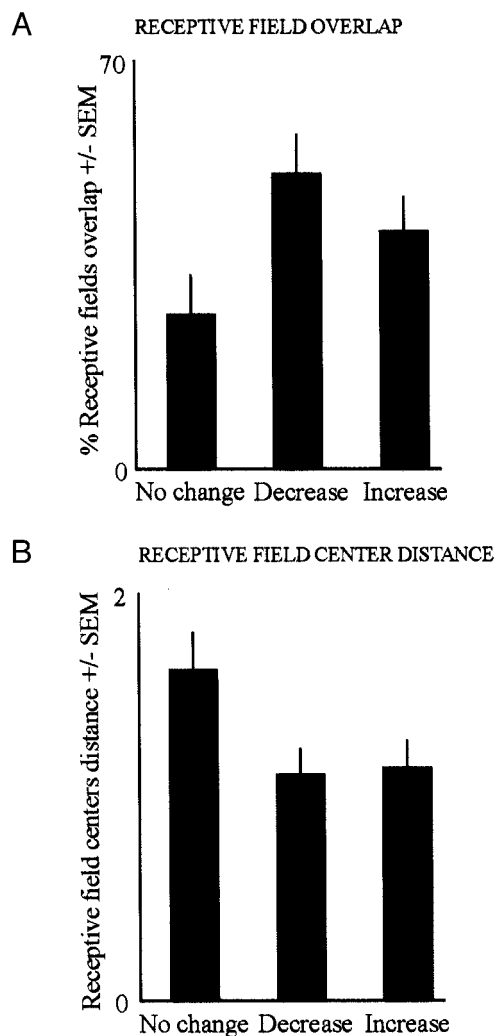 A
RECEPTIVE FIELD OVERLAP
70
% Receptive fields overlap +/- SEM
0
No change Decrease Increase
B
RECEPTIVE FIELD CENTER DISTANCE
2
Receptive field centers distance +/- SEM
0
No change Decrease Increase